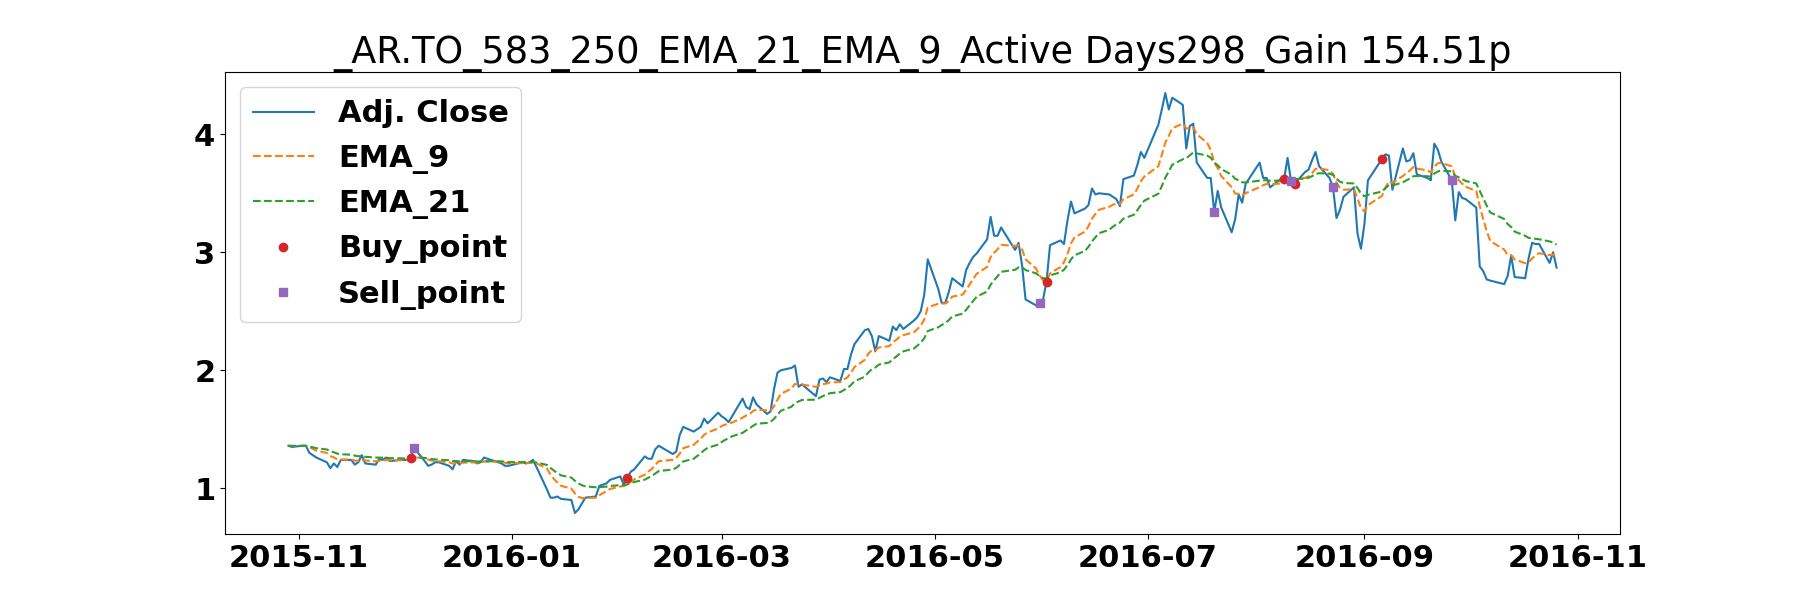 _AR.TO_583_250_EMA_21_EMA_9_Active Days298_Gain 154.51p
Adj. Close
EMA_9
EMA_21
Buy_point
Sell_point
4
3
2
1
2015-11 2016-01 2016-03 2016-05 2016-07 2016-09 2016-11